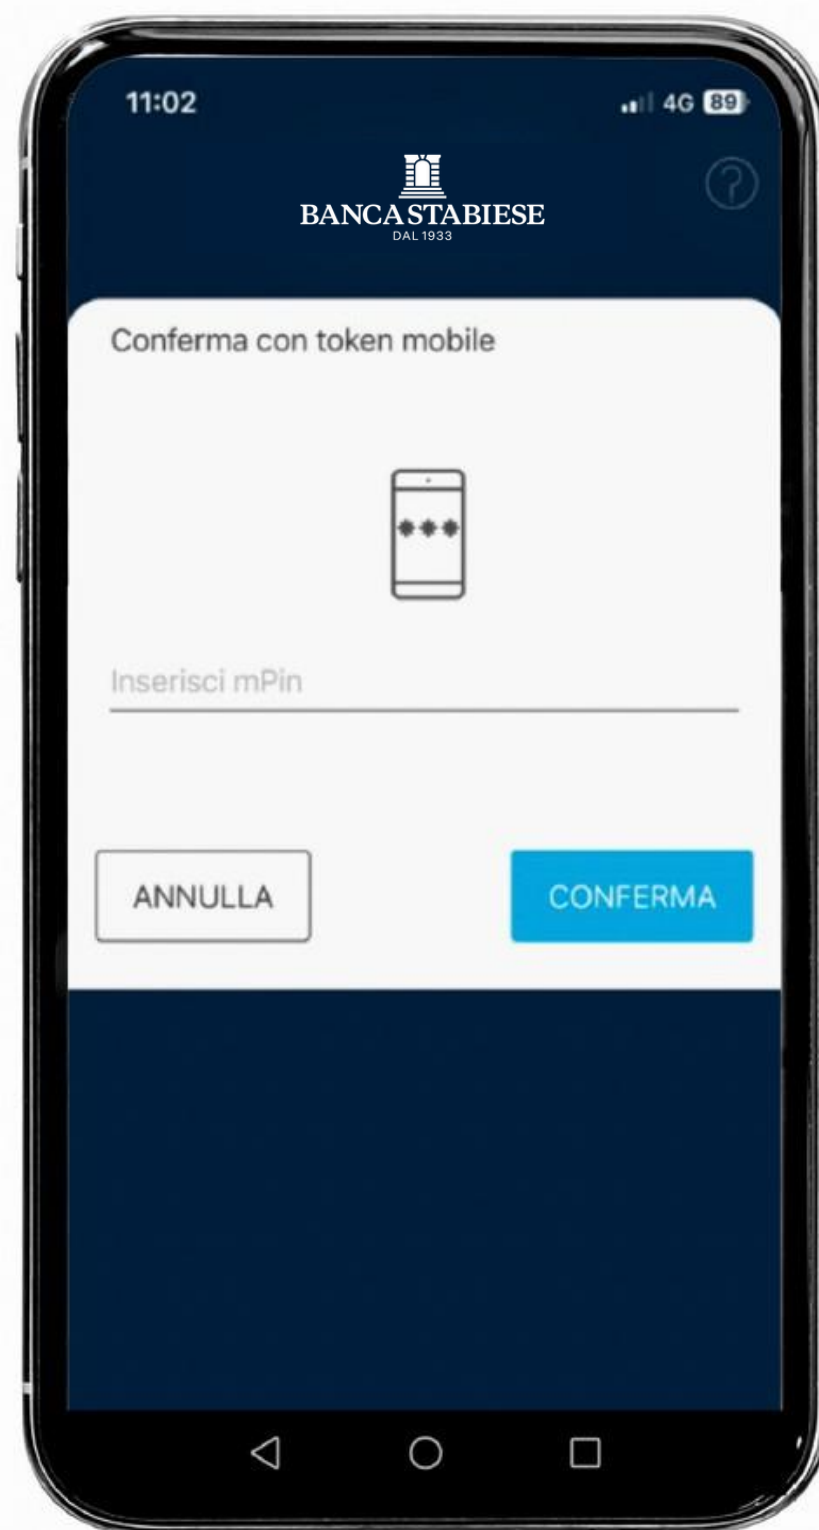 11:02
4G 89
BANCA STABIESE
DAL 1933
Conferma con token mobile
Inserisci mPin
ANNULLA
CONFERMA